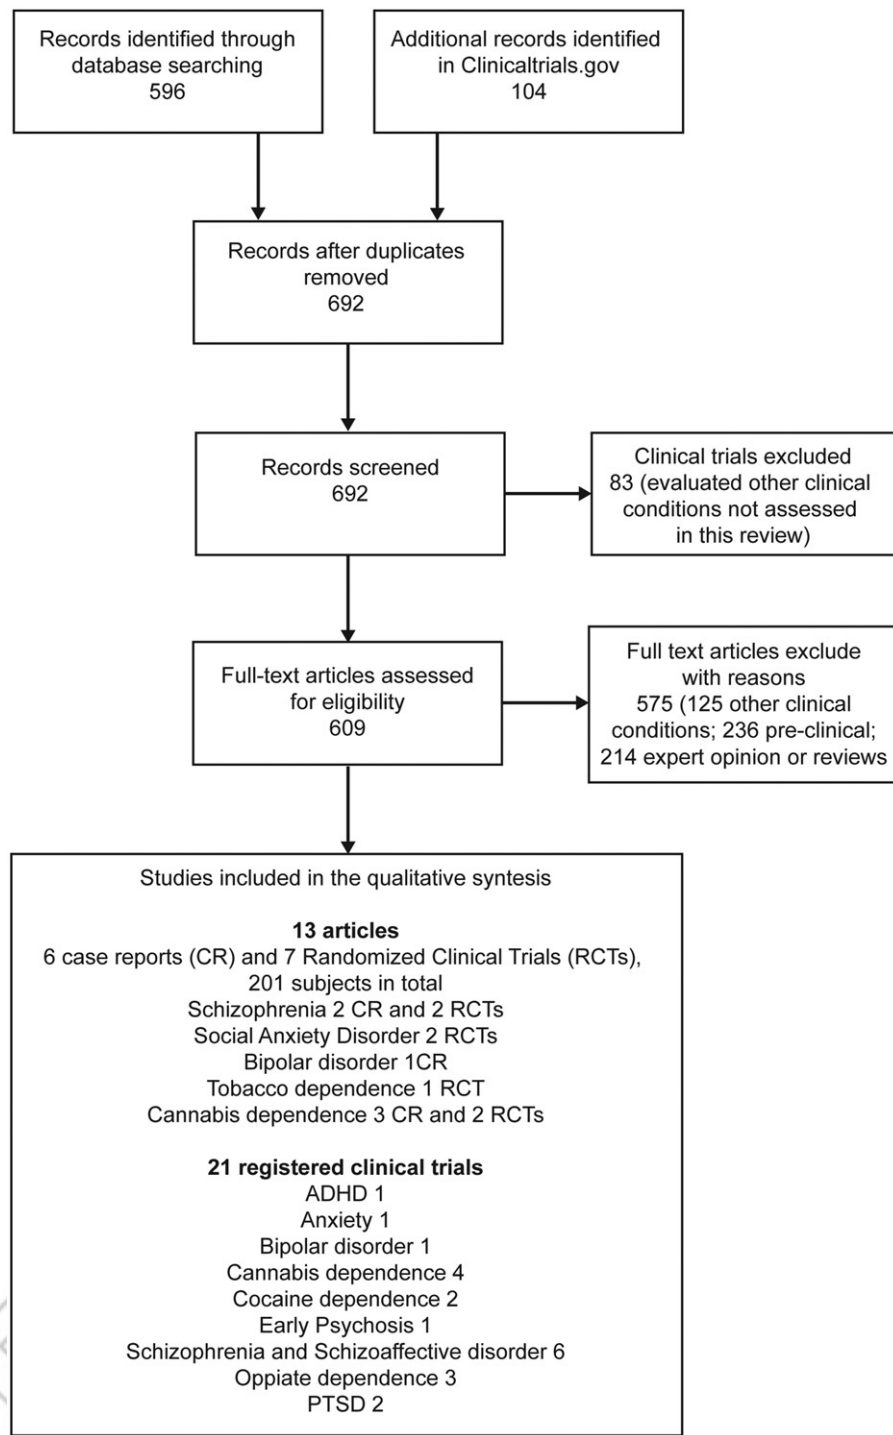 Records identified through
database searching
596
Additional records identified
in Clinicaltrials.gov
104
Records after duplicates
removed
692
Records screened
692
Clinical trials excluded
83 (evaluated other clinical
conditions not assessed
in this review)
Full-text articles assessed
for eligibility
609
Full text articles exclude
with reasons
575 (125 other clinical
conditions; 236 pre-clinical;
214 expert opinion or reviews
Studies included in the qualitative syntesis
13 articles
6 case reports (CR) and 7 Randomized Clinical Trials (RCTs),
201 subjects in total
Schizophrenia 2 CR and 2 RCTs
Social Anxiety Disorder 2 RCTs
Bipolar disorder 1CR
Tobacco dependence 1 RCT
Cannabis dependence 3 CR and 2 RCTs
21 registered clinical trials
ADHD 1
Anxiety 1
Bipolar disorder 1
Cannabis dependence 4
Cocaine dependence 2
Early Psychosis 1
Schizophrenia and Schizoaffective disorder 6
Oppiate dependence 3
PTSD 2